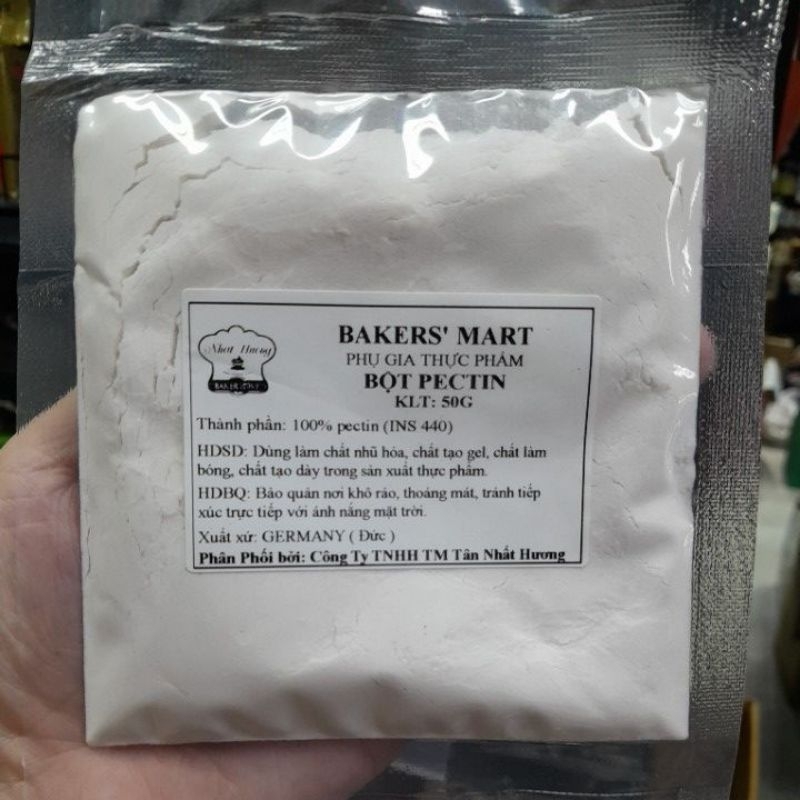 Nhất Hương
BAKERS' MART
PHỤ GIA THỰC PHẨM
BỘT PECTIN
KLT: 50G
Thành phần: 100% pectin (INS 440)
HDSD: Dùng làm chất nhũ hóa, chất tạo gel, chất làm
bóng, chất tạo dày trong sản xuất thực phẩm.
HDBQ: Bảo quản nơi khô ráo, thoáng mát, tránh tiếp
xúc trực tiếp với ánh nắng mặt trời.
Xuất xứ: GERMANY ( Đức )
Phân Phối bởi: Công Ty TNHH TM Tân Nhất Hương